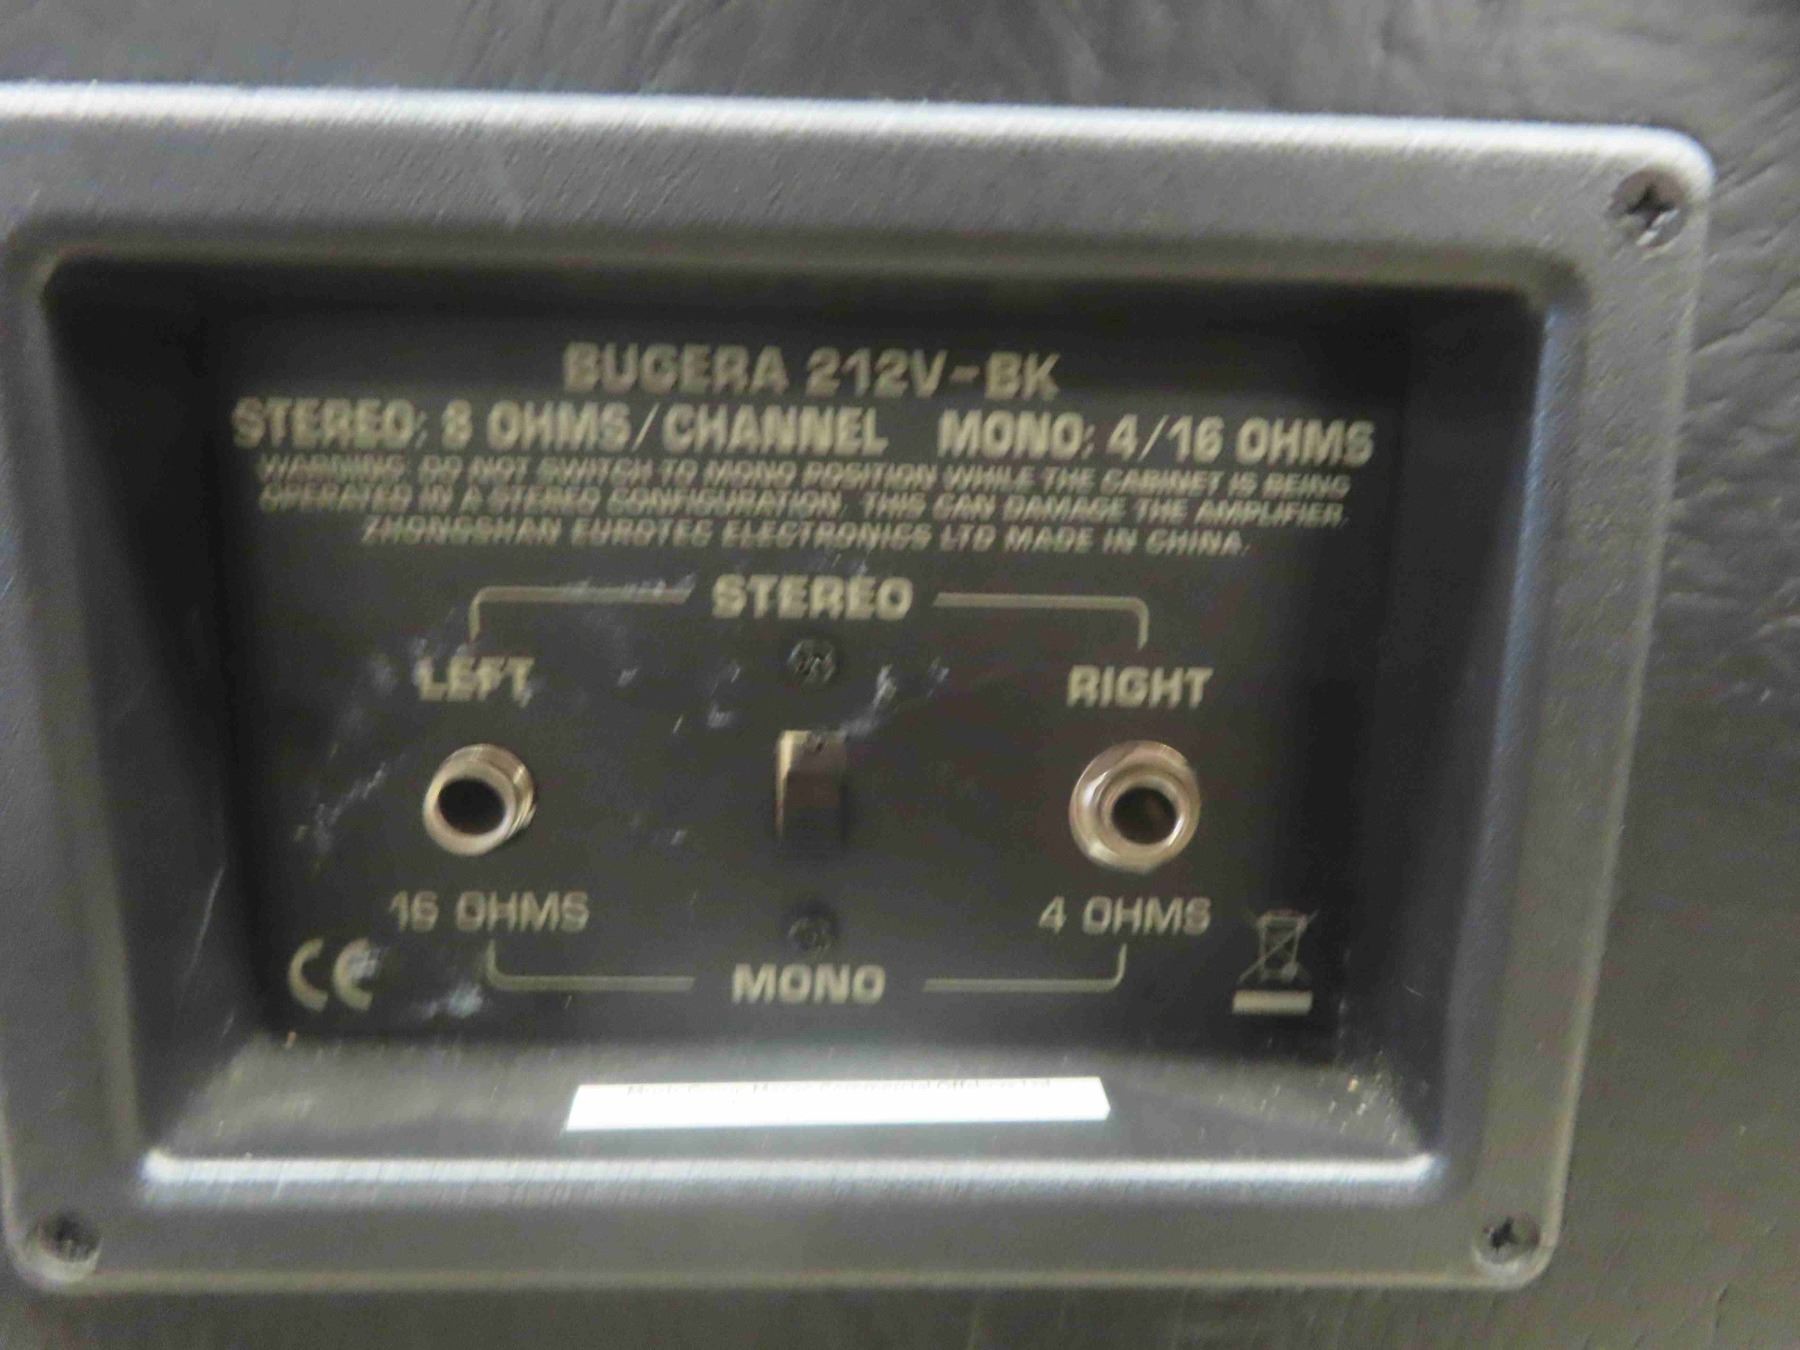 BUGERA 212V-BK
STEREO: 8 OHMS/CHANNEL MONO: 4/16 OHMS
WARNING: DO NOT SWITCH TO MONO POSITION WHILE THE CABINET IS BEING
OPERATED IN A STEREO CONFIGURATION. THIS CAN DAMAGE THE AMPLIFIER.
ZHONGSHAN EUROTEC ELECTRONICS LTD MADE IN CHINA.
STEREO
LEFT RIGHT
16 OHMS 4 OHMS
CE
MONO